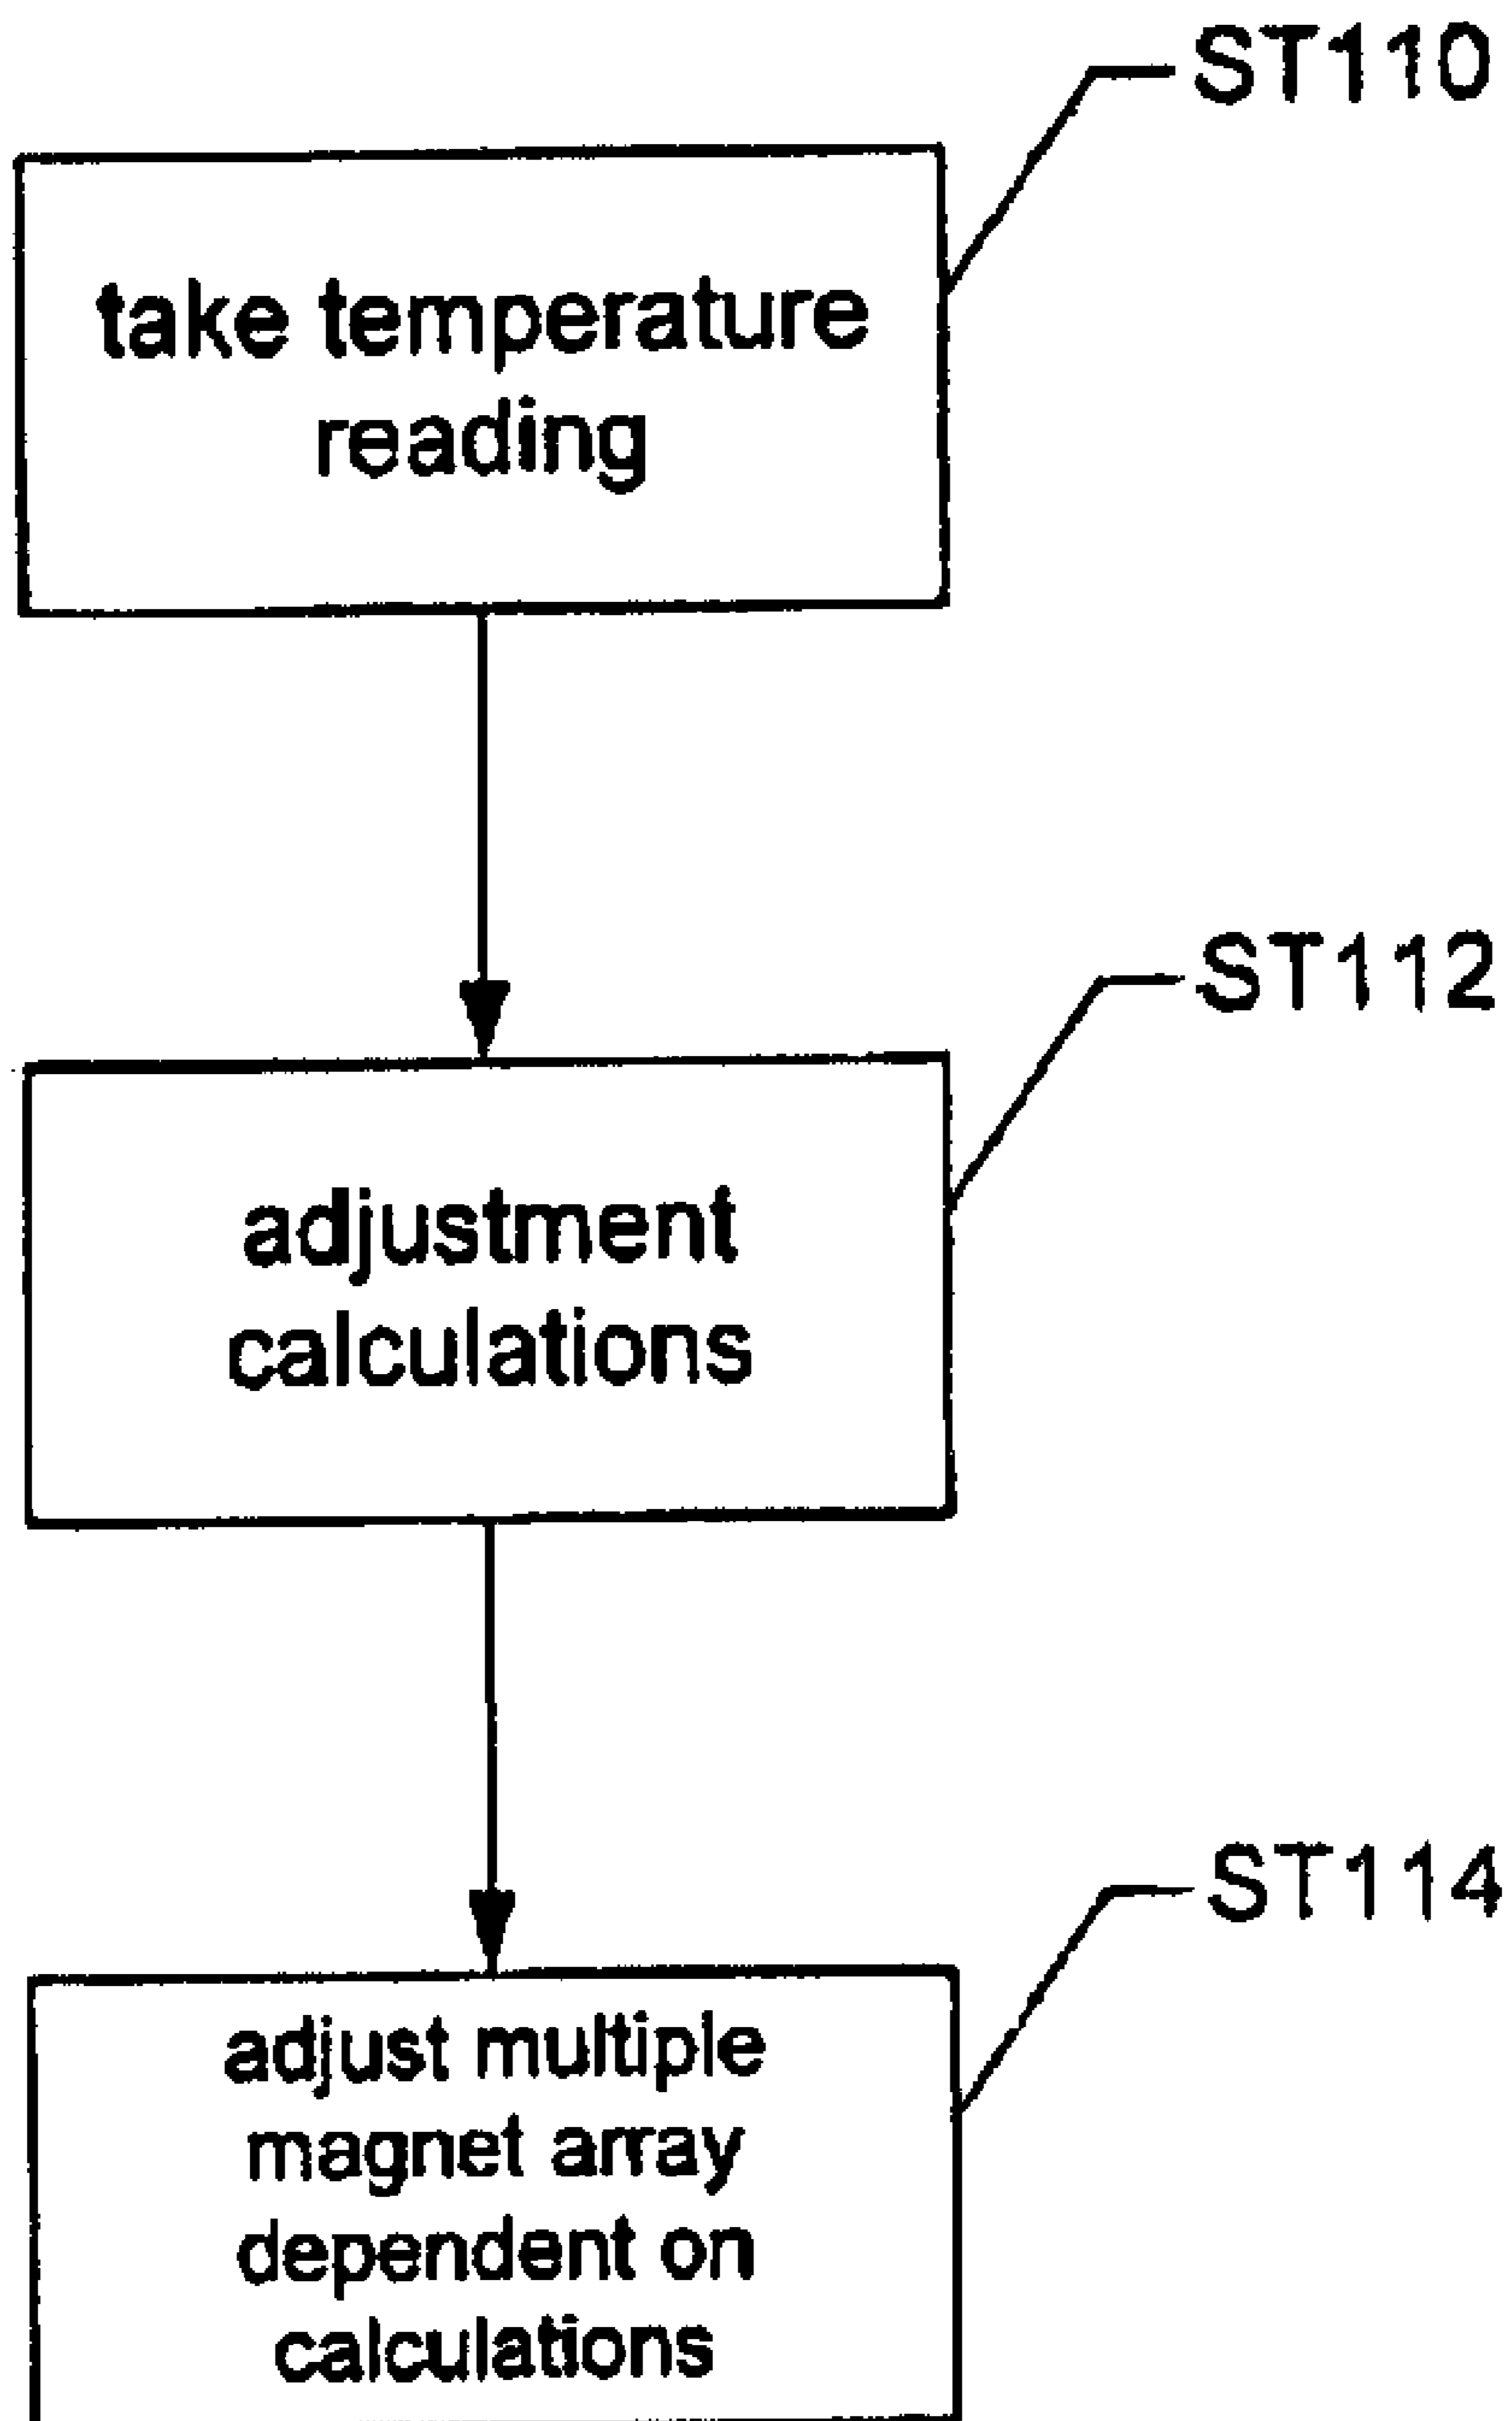 ST110
take temperature
reading
ST112
adjustment
calculations
ST114
adjust multiple
magnet array
dependent on
calculations